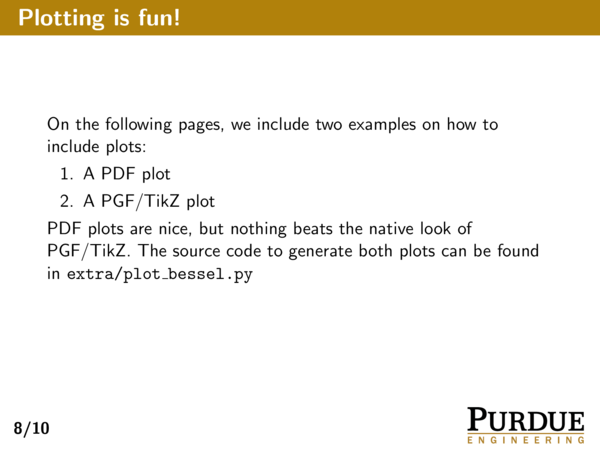 Plotting is fun!
On the following pages, we include two examples on how to
include plots:
1. A PDF plot
2. A PGF/TikZ plot
PDF plots are nice, but nothing beats the native look of
PGF/TikZ. The source code to generate both plots can be found
in extra/plot_bessel.py
8/10
PURDUE
ENGINEERING